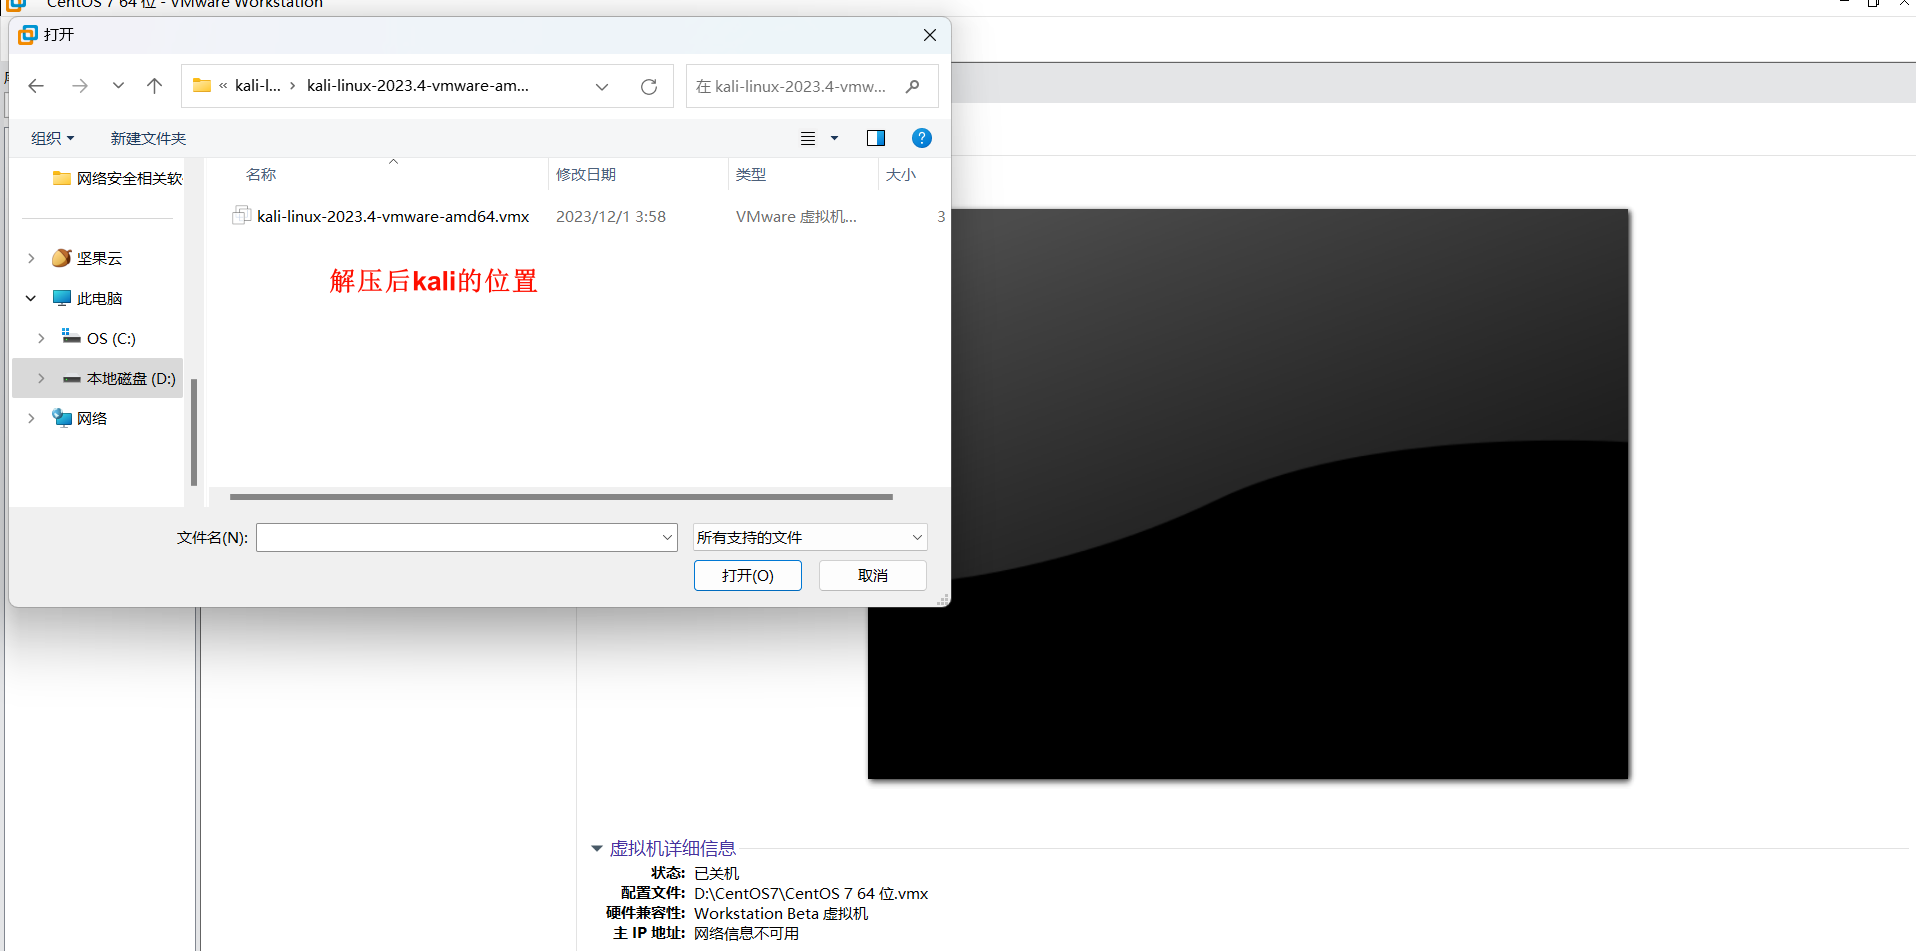 CentOS 7 64 位 - VMware Workstation
打开
« kali-l... › kali-linux-2023.4-vmware-am...
在 kali-linux-2023.4-vmw...
组织 新建文件夹
名称 修改日期 类型 大小
网络安全相关软
kali-linux-2023.4-vmware-amd64.vmx 2023/12/1 3:58 VMware 虚拟机... 3
坚果云
解压后kali的位置
此电脑
OS (C:)
本地磁盘 (D:)
网络
文件名(N):
所有支持的文件
打开(O) 取消
虚拟机详细信息
状态: 已关机
配置文件: D:\CentOS7\CentOS 7 64 位.vmx
硬件兼容性: Workstation Beta 虚拟机
主 IP 地址: 网络信息不可用